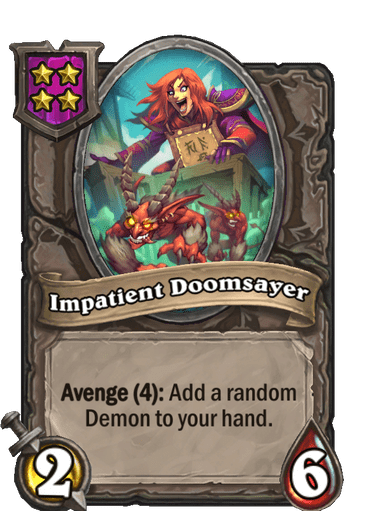 Impatient Doomsayer
Avenge (4): Add a random
Demon to your hand.
2
6